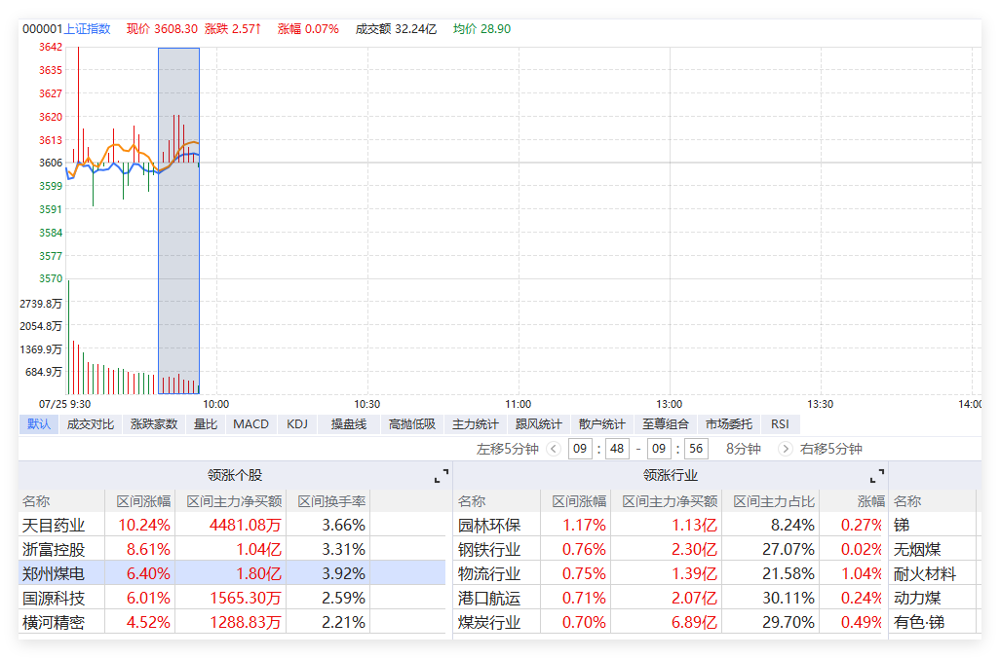 000001上证指数 现价 3608.30 涨跌 2.57↑ 涨幅 0.07% 成交额 32.24亿 均价 28.90
3642
3635
3627
3620
3613
3606
3599
3591
3584
3577
3570
2739.8万
2054.8万
1369.9万
684.9万
07/25 9:30 10:00 10:30 11:00 13:00 13:30 14:00
默认 成交对比 涨跌家数 量比 MACD KDJ 操盘线 高抛低吸 主力统计 跟风统计 散户统计 至尊组合 市场委托 RSI
左移5分钟 09 : 48 - 09 : 56 8分钟 右移5分钟
领涨个股 领涨行业
名称 区间涨幅 区间主力净买额 区间换手率 名称 区间涨幅 区间主力净买额 区间主力占比 涨幅 名称
天目药业 10.24% 4481.08万 3.66% 园林环保 1.17% 1.13亿 8.24% 0.27% 锑
浙富控股 8.61% 1.04亿 3.31% 钢铁行业 0.76% 2.30亿 27.07% 0.02% 无烟煤
郑州煤电 6.40% 1.80亿 3.92% 物流行业 0.75% 1.39亿 21.58% 1.04% 耐火材料
国源科技 6.01% 1565.30万 2.59% 港口航运 0.71% 2.07亿 30.11% 0.24% 动力煤
横河精密 4.52% 1288.83万 2.21% 煤炭行业 0.70% 6.89亿 29.70% 0.49% 有色·锑